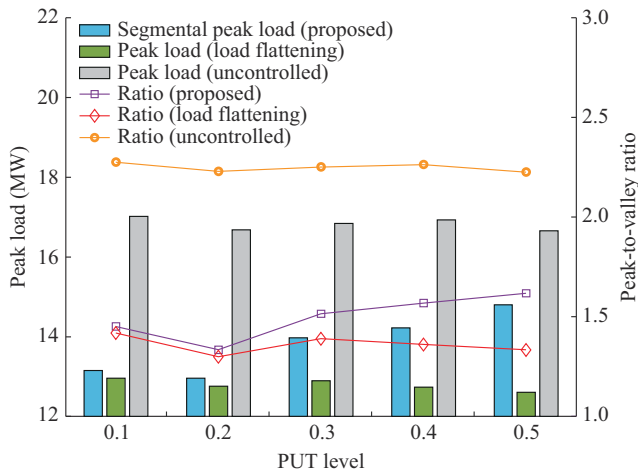 22
20
18
16
14
12
Peak load (MW)
Segmental peak load (proposed)
Peak load (load flattening)
Peak load (uncontrolled)
Ratio (proposed)
Ratio (load flattening)
Ratio (uncontrolled)
3.0
2.5
2.0
1.5
1.0
Peak-to-valley ratio
0.1 0.2 0.3 0.4 0.5
PUT level